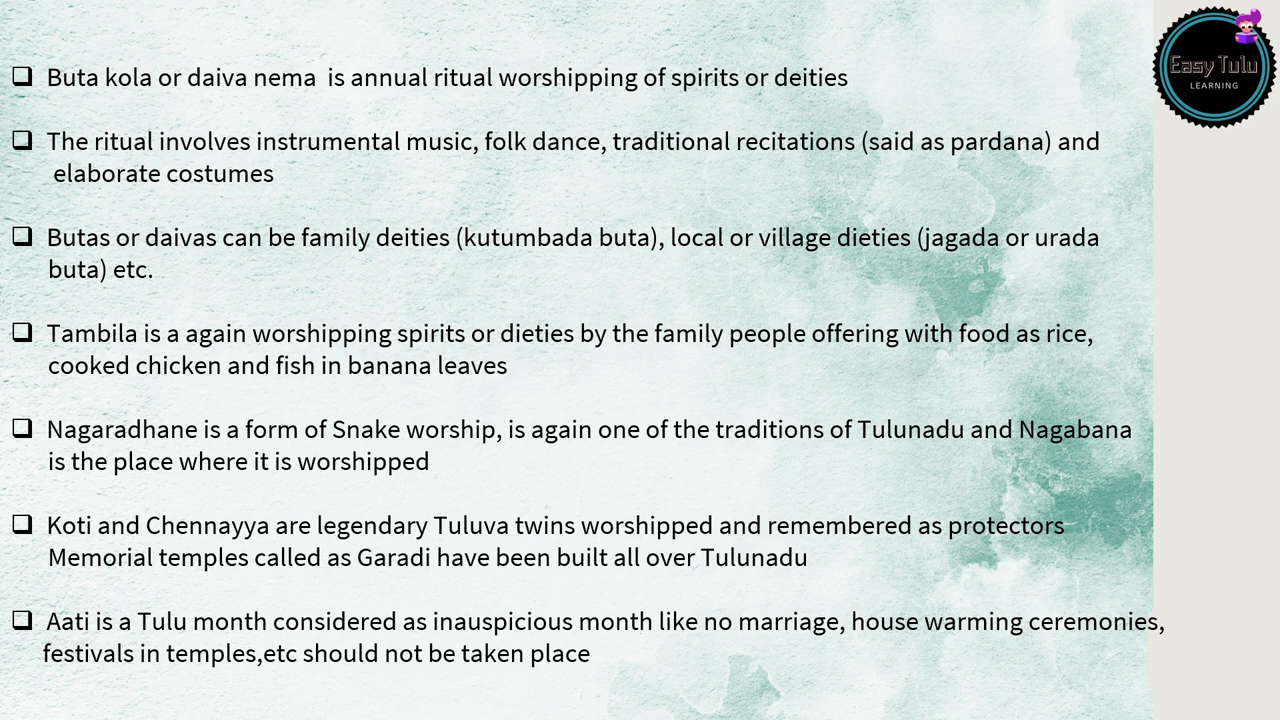 Buta kola or daiva nema  is annual ritual worshipping of spirits or deities
The ritual involves instrumental music, folk dance, traditional recitations (said as pardana) and
elaborate costumes
Butas or daivas can be family deities (kutumbada buta), local or village dieties (jagada or urada
buta) etc.
Tambila is a again worshipping spirits or dieties by the family people offering with food as rice,
cooked chicken and fish in banana leaves
Nagaradhane is a form of Snake worship, is again one of the traditions of Tulunadu and Nagabana
is the place where it is worshipped
Koti and Chennayya are legendary Tuluva twins worshipped and remembered as protectors
Memorial temples called as Garadi have been built all over Tulunadu
Aati is a Tulu month considered as inauspicious month like no marriage, house warming ceremonies,
festivals in temples,etc should not be taken place
Easy Tulu
LEARNING